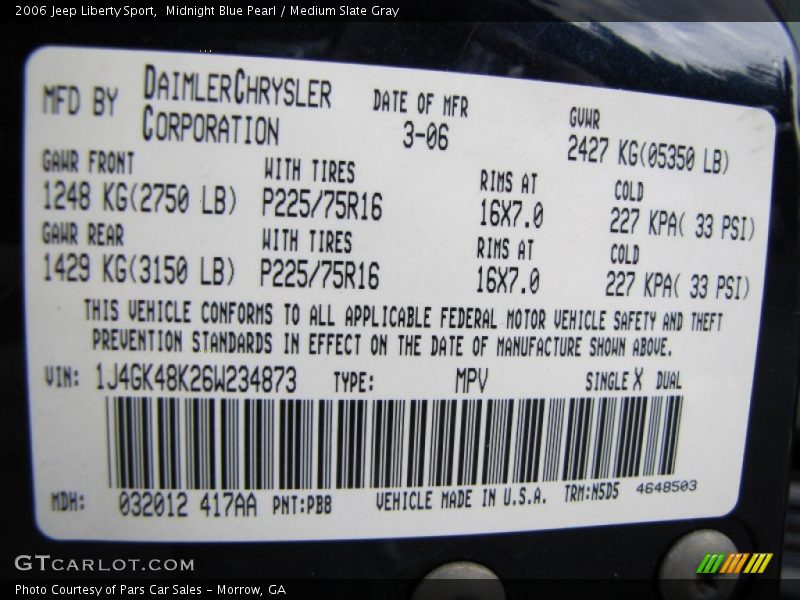 2006 Jeep Liberty Sport,  Midnight Blue Pearl / Medium Slate Gray
MFD BY DAIMLERCHRYSLER CORPORATION
DATE OF MFR 3-06
GVWR 2427 KG(05350 LB)
GAWR FRONT WITH TIRES RIMS AT COLD
1248 KG(2750 LB) P225/75R16 16X7.0 227 KPA( 33 PSI)
GAWR REAR WITH TIRES RIMS AT COLD
1429 KG(3150 LB) P225/75R16 16X7.0 227 KPA( 33 PSI)
THIS VEHICLE CONFORMS TO ALL APPLICABLE FEDERAL MOTOR VEHICLE SAFETY AND THEFT
PREVENTION STANDARDS IN EFFECT ON THE DATE OF MANUFACTURE SHOWN ABOVE.
VIN: 1J4GK48K26W234873 TYPE: MPV SINGLE X DUAL
MDH: 032012 417AA PNT:PB8 VEHICLE MADE IN U.S.A. TRM:N5D5 4648503
GTCARLOT.COM
Photo Courtesy of Pars Car Sales - Morrow, GA